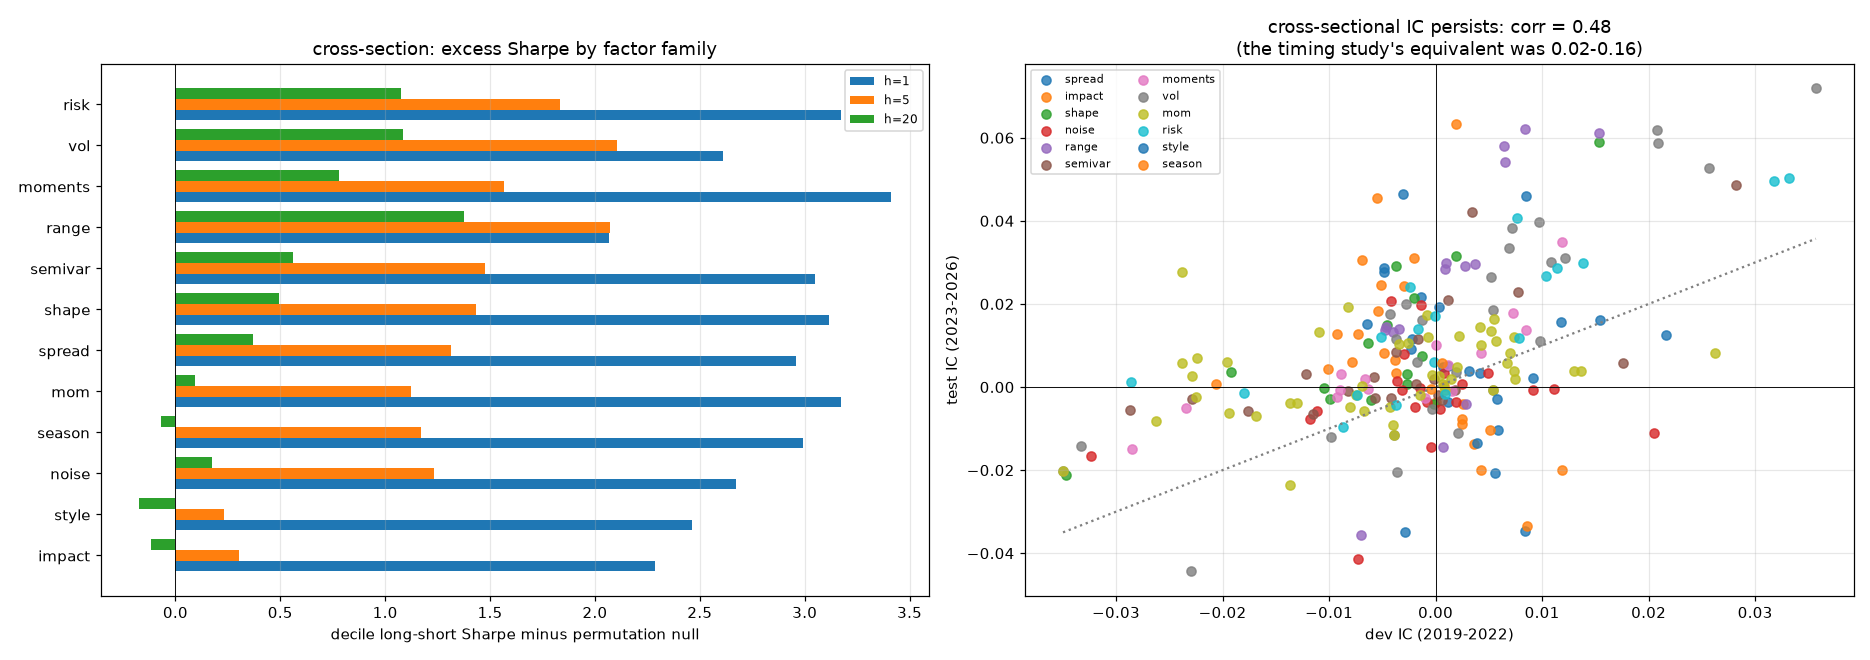 cross-section: excess Sharpe by factor family
h=1
h=5
h=20
risk
vol
moments
range
semivar
shape
spread
mom
season
noise
style
impact
0.0 0.5 1.0 1.5 2.0 2.5 3.0 3.5
decile long-short Sharpe minus permutation null
cross-sectional IC persists: corr = 0.48
(the timing study's equivalent was 0.02-0.16)
spread moments
impact vol
shape mom
noise risk
range style
semivar season
test IC (2023-2026)
0.06
0.04
0.02
0.00
−0.02
−0.04
−0.03 −0.02 −0.01 0.00 0.01 0.02 0.03
dev IC (2019-2022)